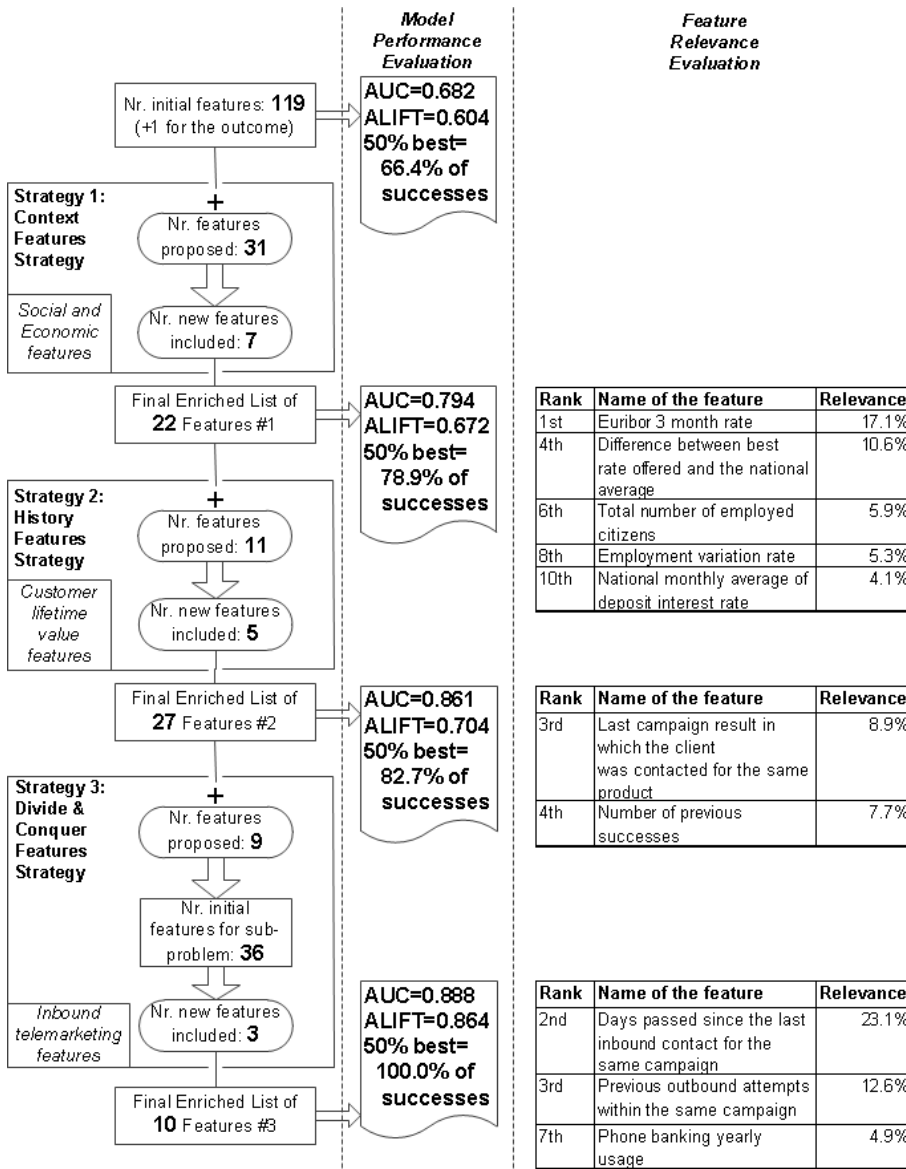 Model
Performance
Evaluation
Feature
Relevance
Evaluation
Nr. initial features: 119
(+1 for the outcome)
AUC=0.682
ALIFT=0.604
50% best=
66.4% of
successes
Strategy 1:
Context
Features
Strategy
+
Nr. features
proposed: 31
Social and
Economic
features
Nr. new features
included: 7
Final Enriched List of
22 Features #1
AUC=0.794
ALIFT=0.672
50% best=
78.9% of
successes
Rank Name of the feature Relevance
1st Euribor 3 month rate 17.1%
4th Difference between best 10.6%
rate offered and the national
average
6th Total number of employed 5.9%
citizens
8th Employment variation rate 5.3%
10th National monthly average of 4.1%
deposit interest rate
Strategy 2:
History
Features
Strategy
+
Nr. features
proposed: 11
Customer
lifetime
value
features
Nr. new features
included: 5
Final Enriched List of
27 Features #2
AUC=0.861
ALIFT=0.704
50% best=
82.7% of
successes
Rank Name of the feature Relevance
3rd Last campaign result in 8.9%
which the client
was contacted for the same
product
4th Number of previous 7.7%
successes
Strategy 3:
Divide &
Conquer
Features
Strategy
+
Nr. features
proposed: 9
Nr. initial
features for sub-
problem: 36
Inbound
telemarketing
features
Nr. new features
included: 3
Final Enriched List of
10 Features #3
AUC=0.888
ALIFT=0.864
50% best=
100.0% of
successes
Rank Name of the feature Relevance
2nd Days passed since the last 23.1%
inbound contact for the
same campaign
3rd Previous outbound attempts 12.6%
within the same campaign
7th Phone banking yearly 4.9%
usage